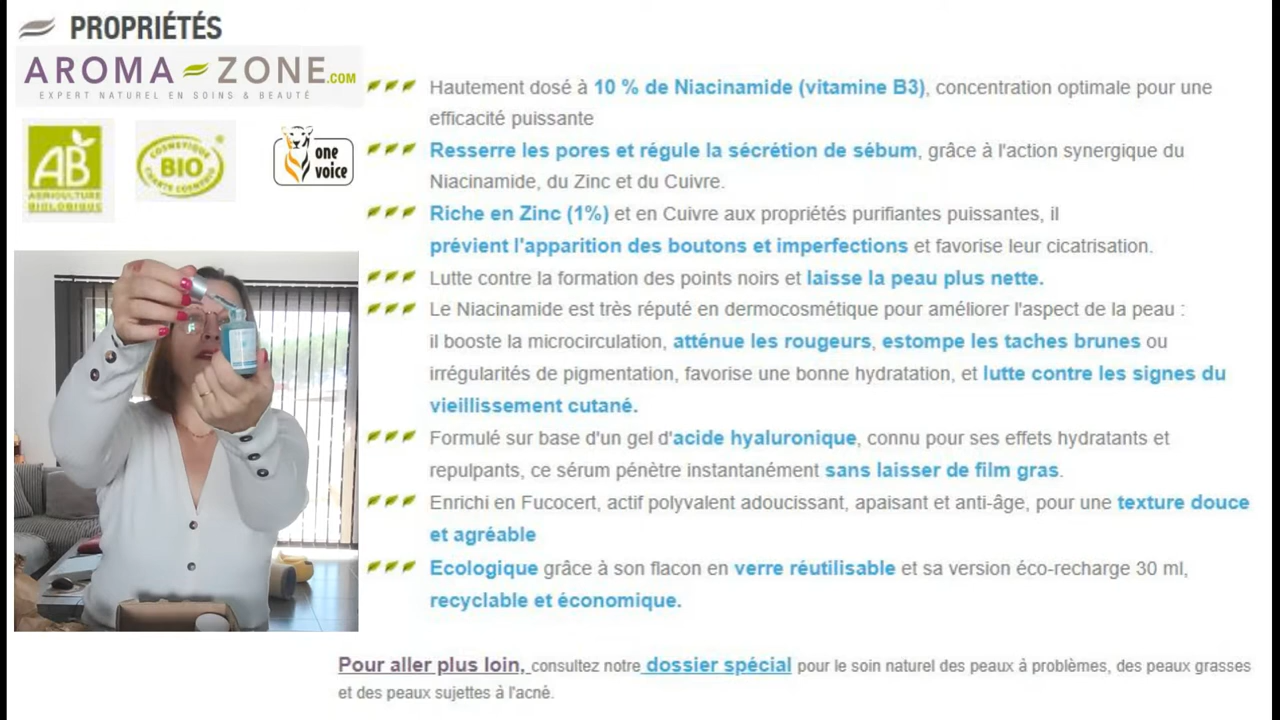 PROPRIÉTÉS
AROMA-ZONE.COM
EXPERT NATUREL EN SOINS & BEAUTÉ
AB
AGRICULTURE
BIOLOGIQUE
COSMETIQUE
BIO
CHARTE COSMEBIO
one
voice
Hautement dosé à 10 % de Niacinamide (vitamine B3), concentration optimale pour une
efficacité puissante
Resserre les pores et régule la sécrétion de sébum, grâce à l'action synergique du
Niacinamide, du Zinc et du Cuivre.
Riche en Zinc (1%) et en Cuivre aux propriétés purifiantes puissantes, il
prévient l'apparition des boutons et imperfections et favorise leur cicatrisation.
Lutte contre la formation des points noirs et laisse la peau plus nette.
Le Niacinamide est très réputé en dermocosmétique pour améliorer l'aspect de la peau :
il booste la microcirculation, atténue les rougeurs, estompe les taches brunes ou
irrégularités de pigmentation, favorise une bonne hydratation, et lutte contre les signes du
vieillissement cutané.
Formulé sur base d'un gel d'acide hyaluronique, connu pour ses effets hydratants et
repulpants, ce sérum pénètre instantanément sans laisser de film gras.
Enrichi en Fucocert, actif polyvalent adoucissant, apaisant et anti-âge, pour une texture douce
et agréable
Ecologique grâce à son flacon en verre réutilisable et sa version éco-recharge 30 ml,
recyclable et économique.
Pour aller plus loin, consultez notre dossier spécial pour le soin naturel des peaux à problèmes, des peaux grasses
et des peaux sujettes à l'acné.